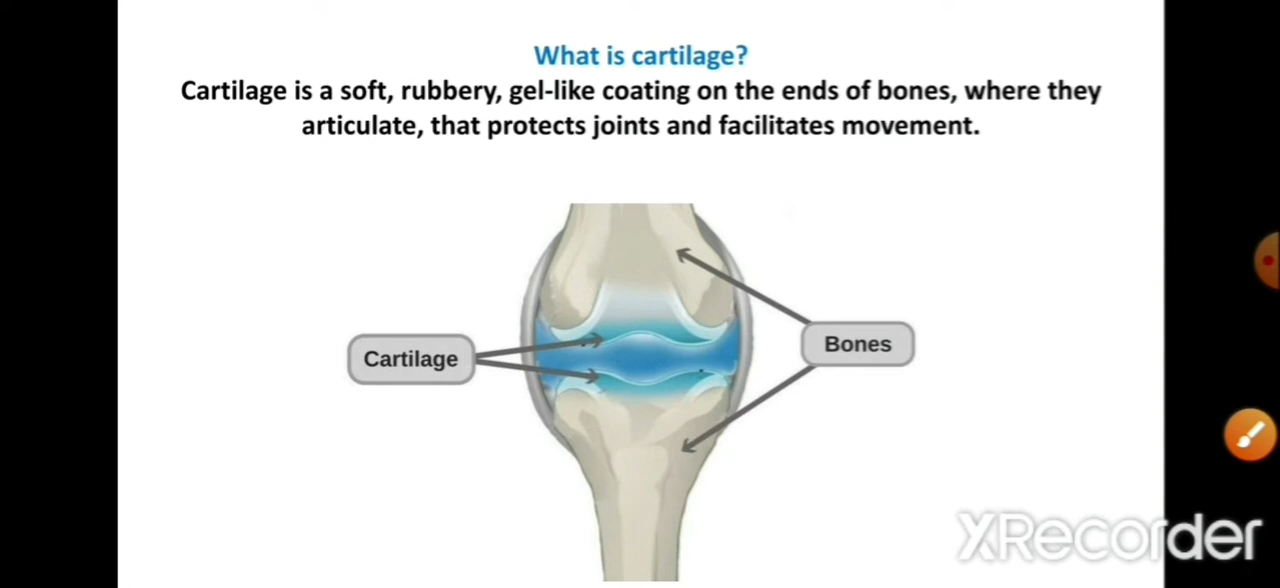 What is cartilage?
Cartilage is a soft, rubbery, gel-like coating on the ends of bones, where they
articulate, that protects joints and facilitates movement.
Cartilage
Bones
XRecorder